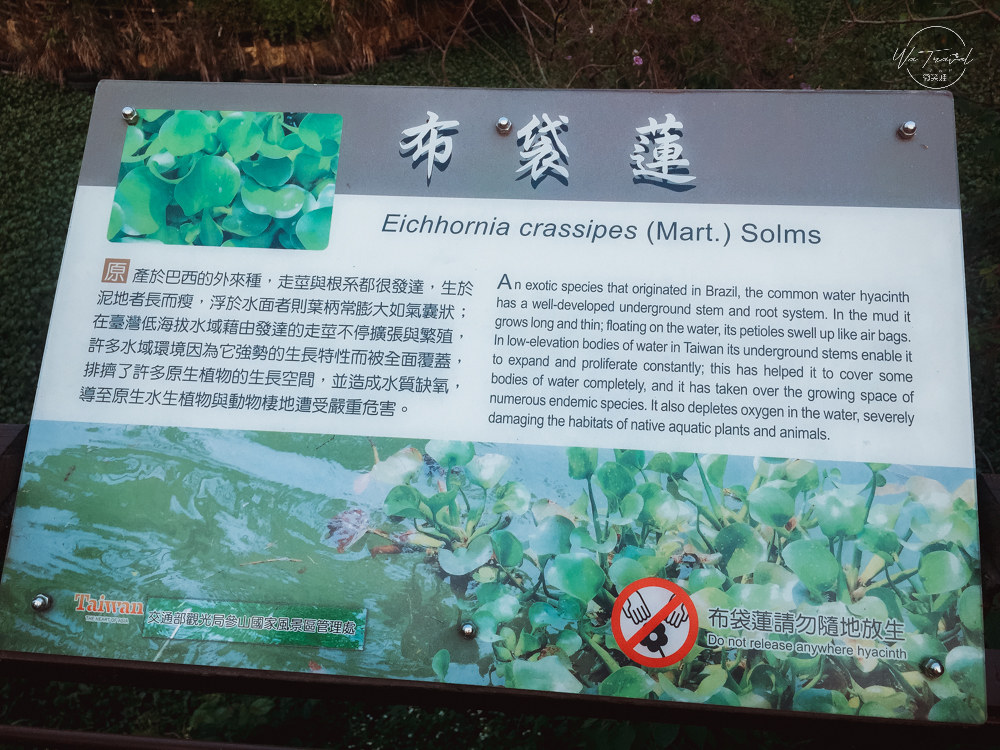 Wa Travel
布袋蓮
Eichhornia crassipes (Mart.) Solms
原產於巴西的外來種，走莖與根系都很發達，生於
泥地者長而瘦，浮於水面者則葉柄常膨大如氣囊狀；
在臺灣低海拔水域藉由發達的走莖不停擴張與繁殖，
許多水域環境因為它強勢的生長特性而被全面覆蓋，
排擠了許多原生植物的生長空間，並造成水質缺氧，
導至原生水生植物與動物棲地遭受嚴重危害。
An exotic species that originated in Brazil, the common water hyacinth
has a well-developed underground stem and root system. In the mud it
grows long and thin; floating on the water, its petioles swell up like air bags.
In low-elevation bodies of water in Taiwan its underground stems enable it
to expand and proliferate constantly; this has helped it to cover some
bodies of water completely, and it has taken over the growing space of
numerous endemic species. It also depletes oxygen in the water, severely
damaging the habitats of native aquatic plants and animals.
Taiwan
THE HEART OF ASIA
交通部觀光局參山國家風景區管理處
布袋蓮請勿隨地放生
Do not release anywhere hyacinth